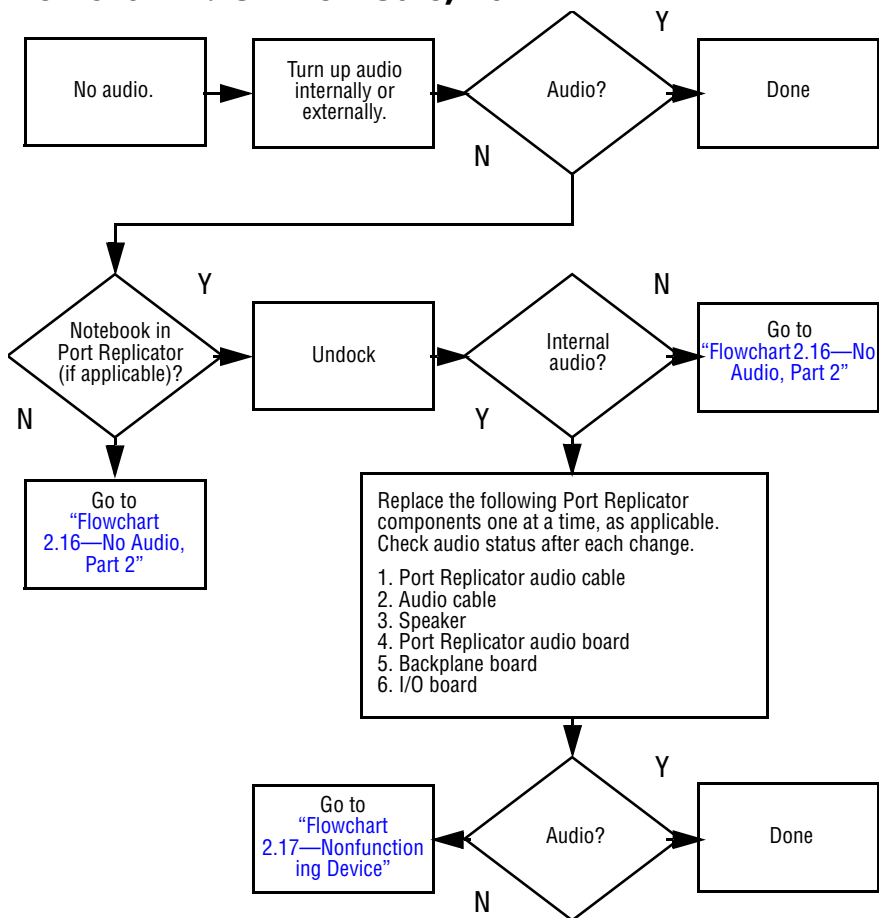 Y
No audio.
Turn up audio
internally or
externally.
Audio?
Done
N
Y
N
Notebook in
Port Replicator
(if applicable)?
Undock
Internal
audio?
Go to
“Flowchart 2.16—No
Audio, Part 2”
N
Y
Go to
“Flowchart
2.16—No Audio,
Part 2”
Replace the following Port Replicator
components one at a time, as applicable.
Check audio status after each change.
1. Port Replicator audio cable
2. Audio cable
3. Speaker
4. Port Replicator audio board
5. Backplane board
6. I/O board
Y
Go to
“Flowchart
2.17—Nonfunction
ing Device”
Audio?
Done
N